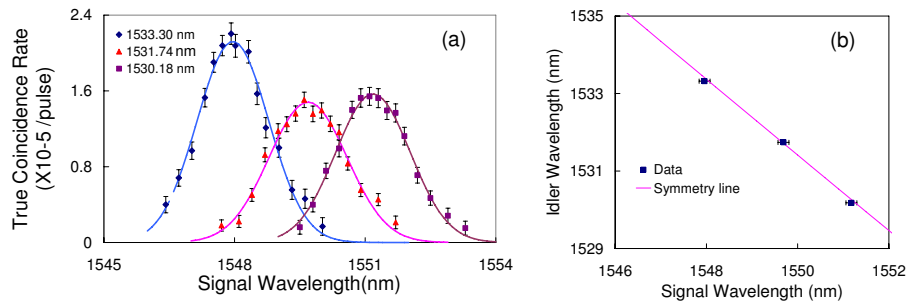 2.4
1.6
0.8
0
True Coincidence Rate
(X10-5 /pulse)
1533.30 nm
1531.74 nm
1530.18 nm
(a)
1545
1548
1551
1554
Signal Wavelength(nm)
1535
1533
1531
1529
Idler Wavelength (nm)
(b)
Data
Symmetry line
1546
1548
1550
1552
Signal Wavelength (nm)